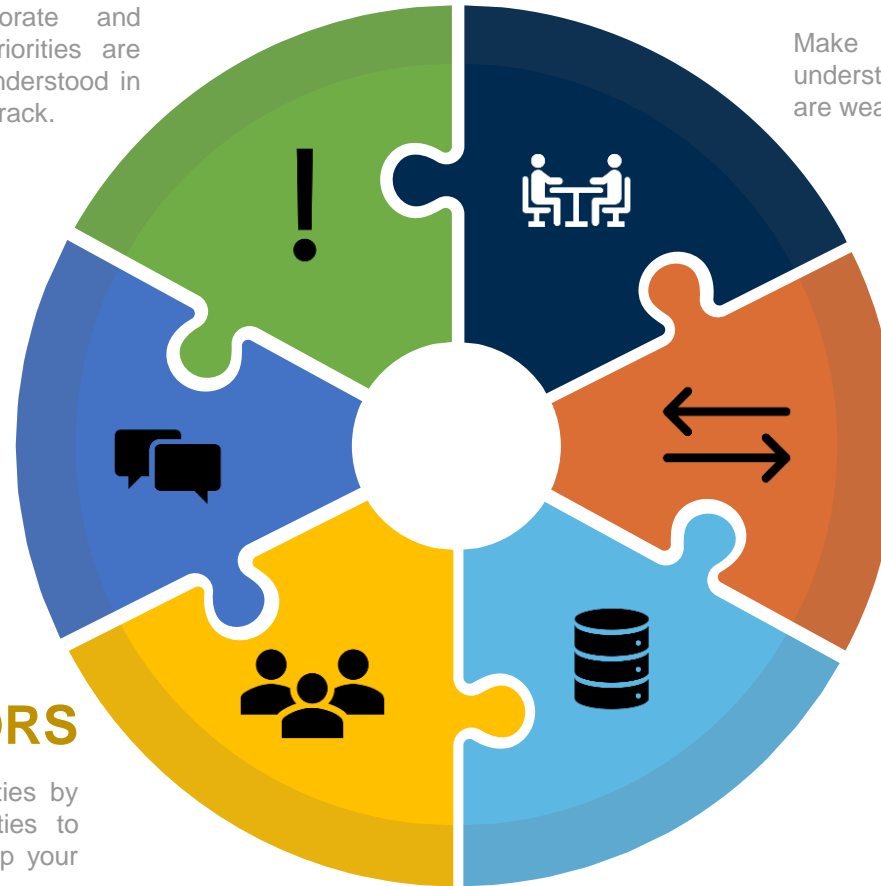 orate and
riorities are
nderstood in
rack.
Make
underst
are wea
ORS
ties by
ties to
p your